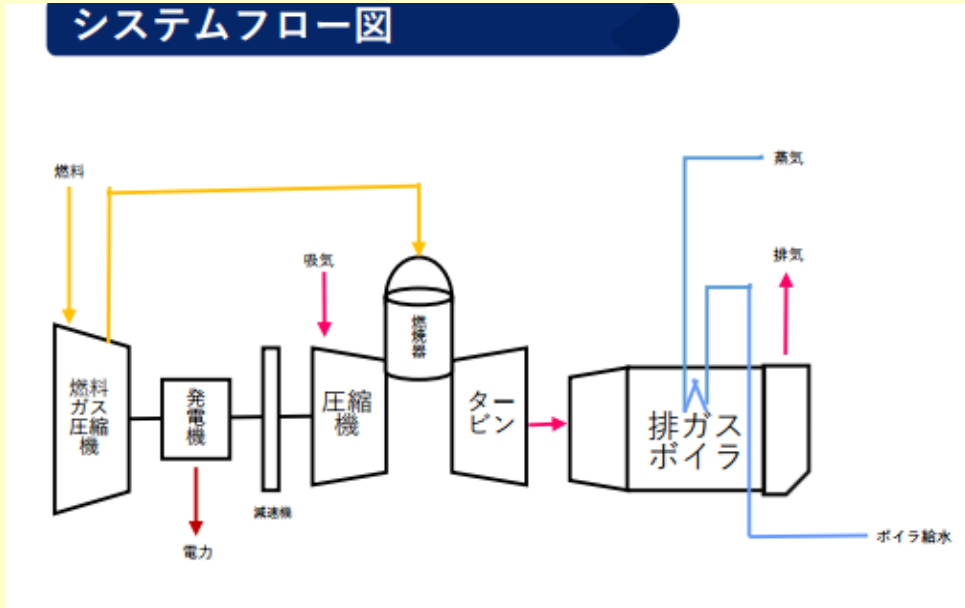 システムフロー図
燃料
蒸気
吸気
排気
燃焼器
燃料
ガス
圧縮
機
発電機
圧縮
機
ター
ビン
排ガス
ボイラ
減速機
電力
ボイラ給水